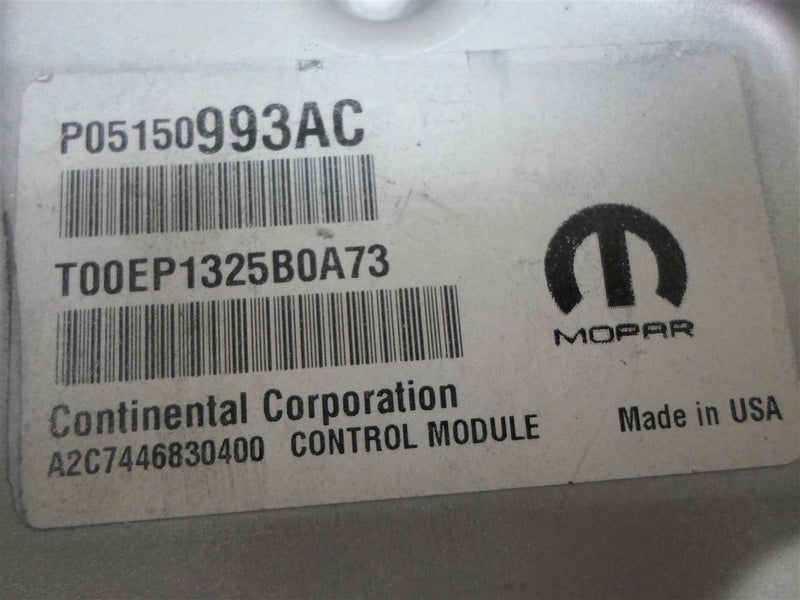 P05150993AC
T00EP1325B0A73
MOPAR
Continental Corporation
A2C7446830400 CONTROL MODULE
Made in USA